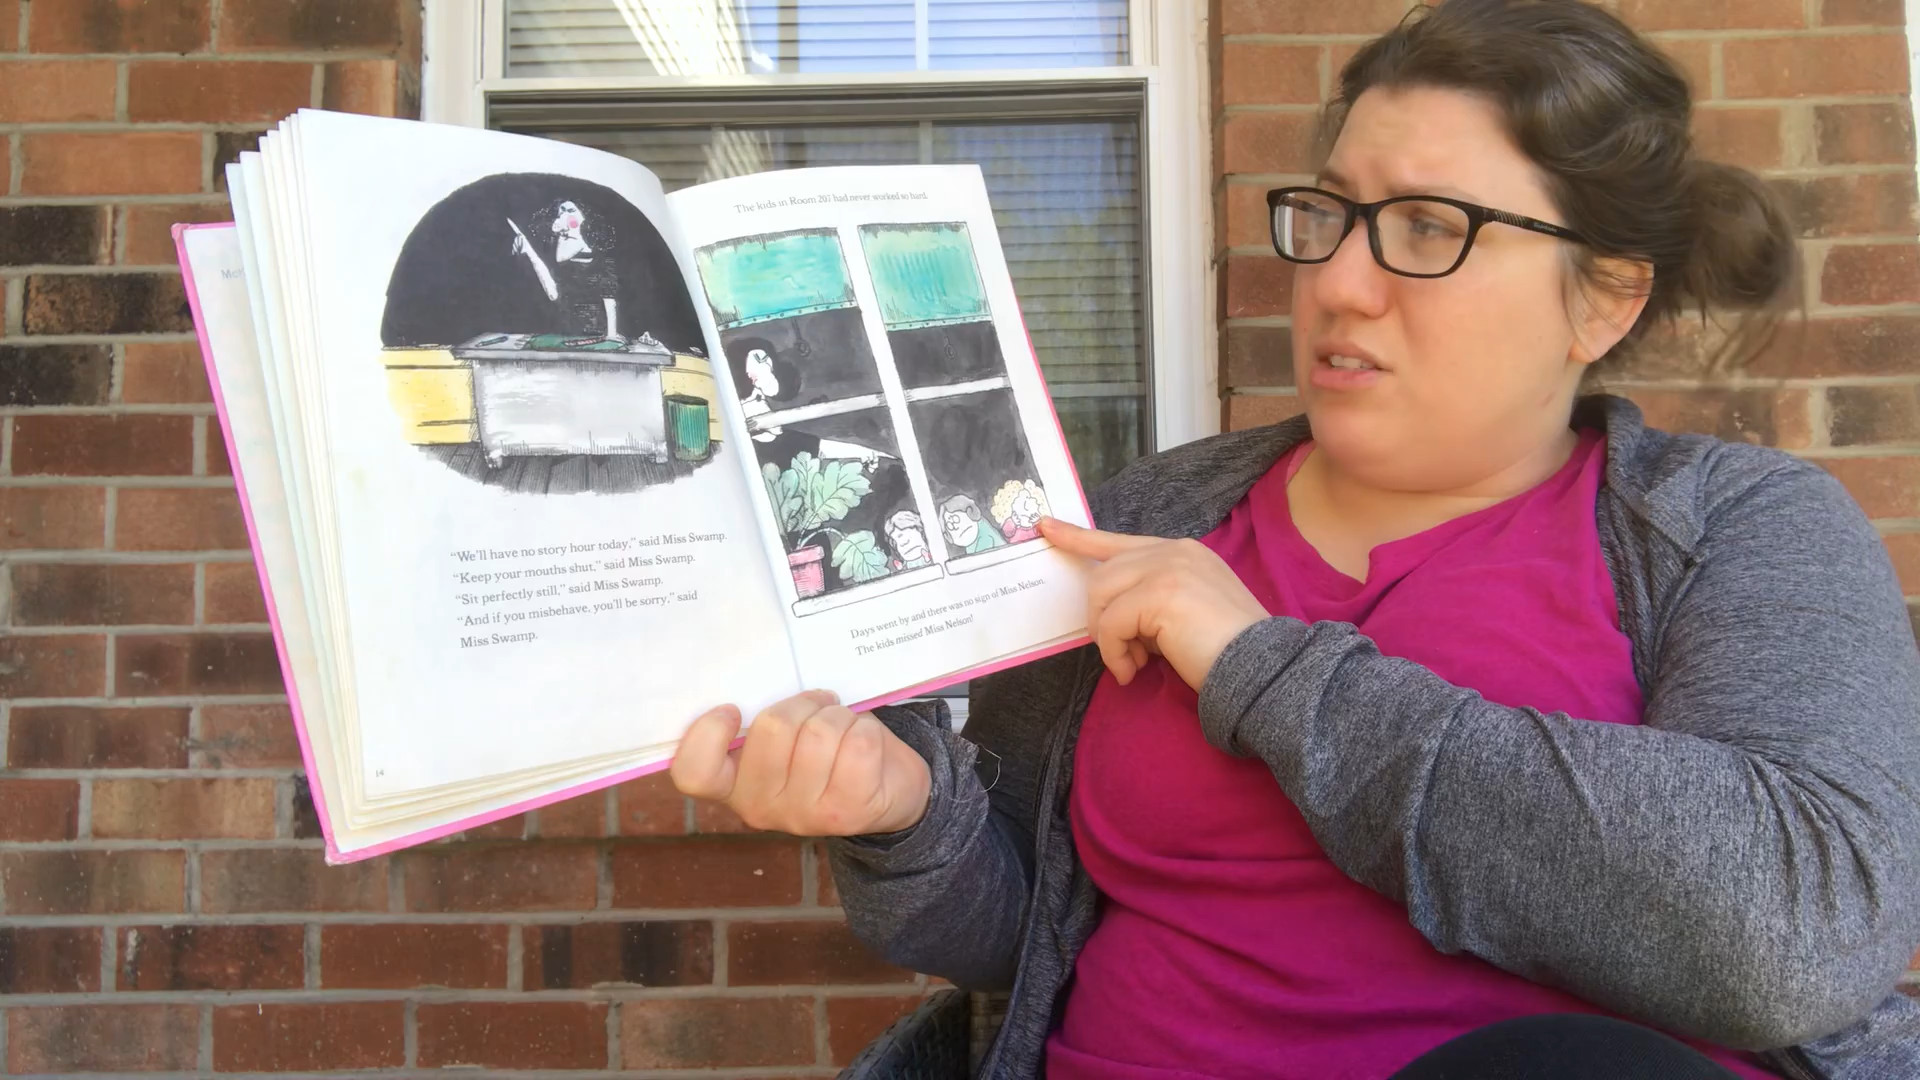 "We'll have no story hour today," said Miss Swamp.
"Keep your mouths shut," said Miss Swamp.
"Sit perfectly still," said Miss Swamp.
"And if you misbehave, you'll be sorry," said
Miss Swamp.
14
The kids in Room 207 had never worked so hard.
Days went by and there was no sign of Miss Nelson.
The kids missed Miss Nelson!